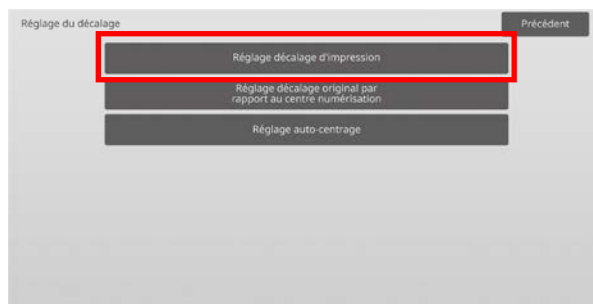 Réglage du décalage
Précédent
Réglage décalage d'impression
Réglage décalage original par
rapport au centre numérisation
Réglage auto-centrage